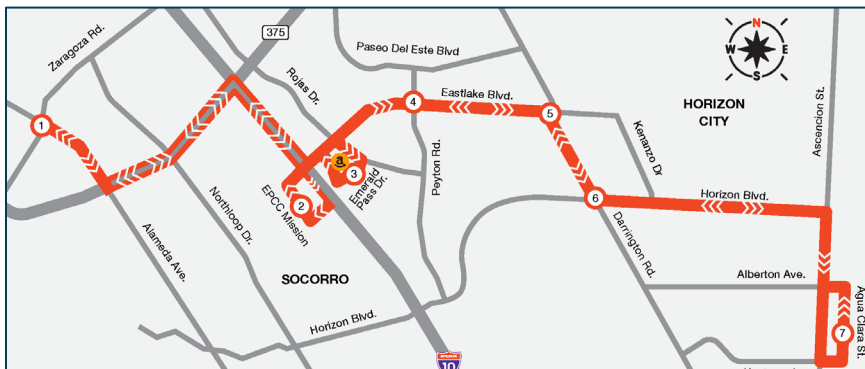 375
Zaragoza Rd.
Paseo Del Este Blvd
N
W
E
S
Rojas Dr.
Eastlake Blvd.
HORIZON
CITY
Ascencion St.
Kenanzo Dr
1
2
3
4
5
6
7
a
EPCC Mission
Emerald
Pass Dr.
Peyton Rd.
Northloop Dr.
Alameda Ave.
SOCORRO
Horizon Blvd.
Horizon Blvd.
Darrington Rd.
Alberton Ave.
Agua Clara St.
10